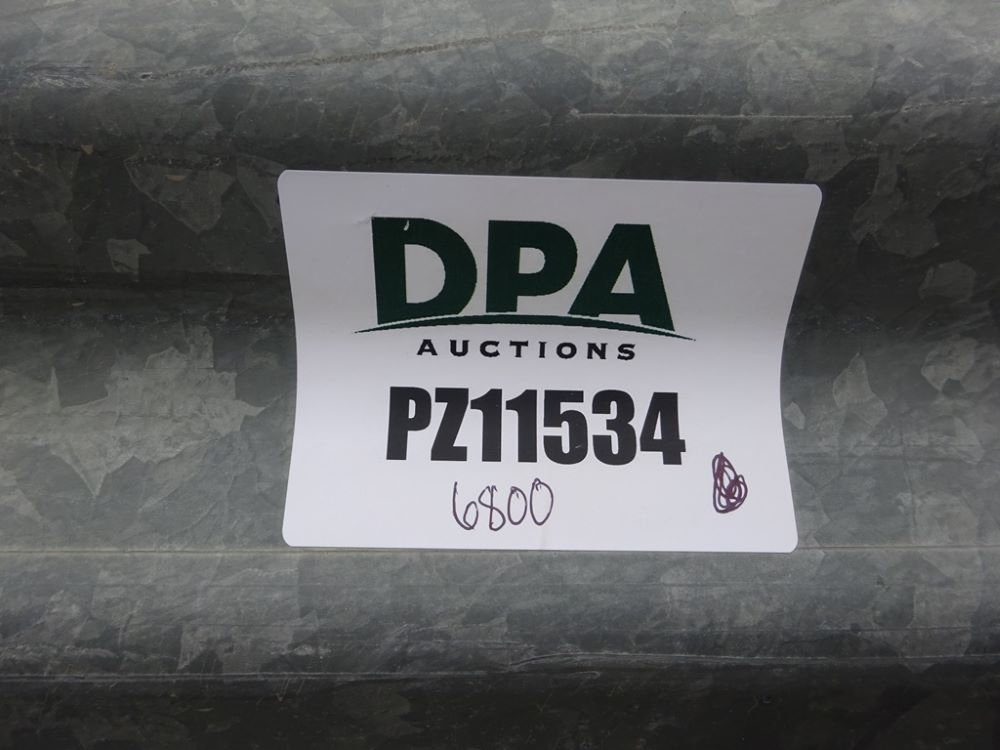 DPA
AUCTIONS
PZ11534
6800